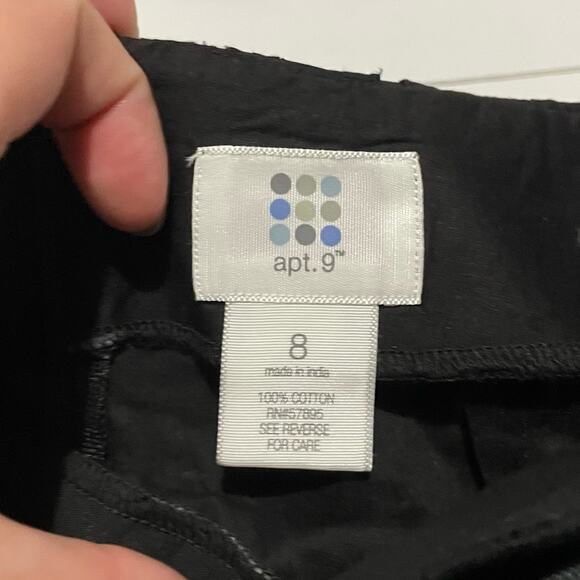 apt.9™
8
made in india
100% COTTON
RN#57895
SEE REVERSE
FOR CARE